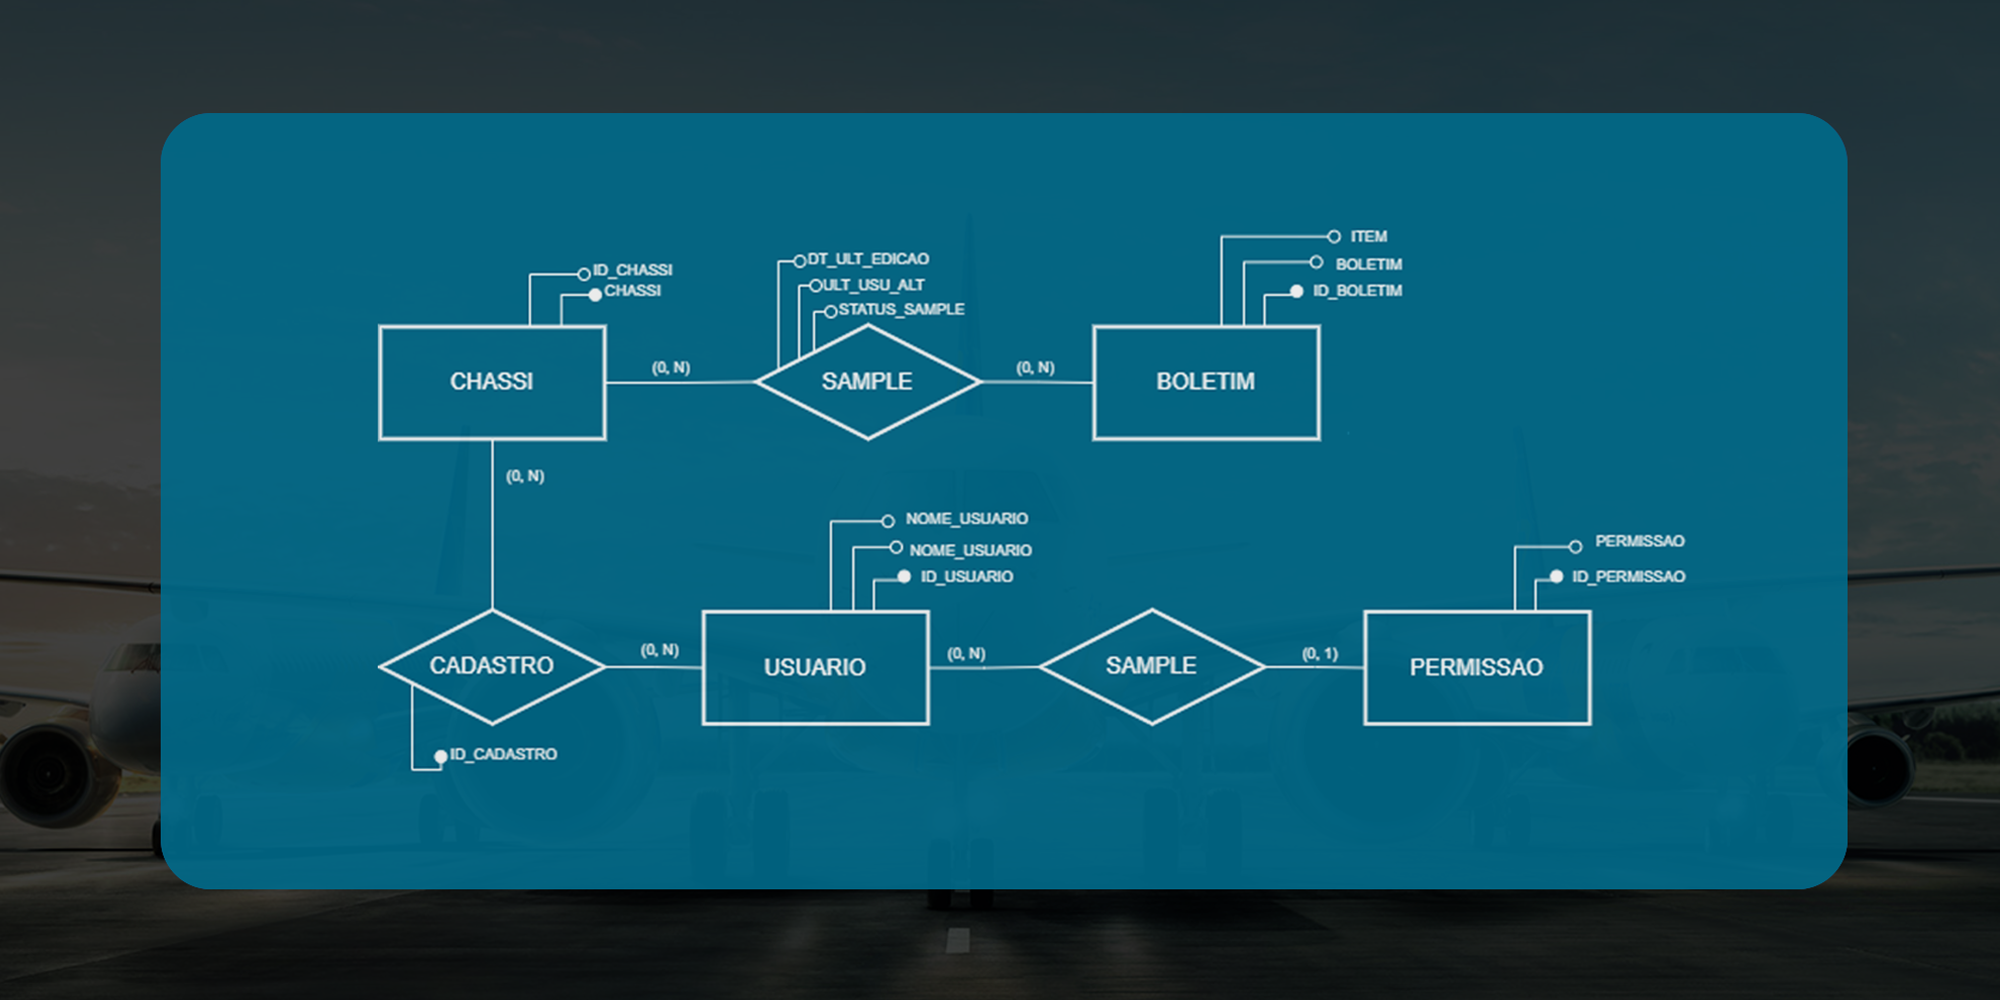 ITEM
DT_ULT_EDICAO
BOLETIM
ID_CHASSI
ULT_USU_ALT
CHASSI
ID_BOLETIM
STATUS_SAMPLE
CHASSI
(0, N)
SAMPLE
(0, N)
BOLETIM
(0, N)
NOME_USUARIO
NOME_USUARIO
PERMISSAO
ID_USUARIO
ID_PERMISSAO
CADASTRO
(0, N)
USUARIO
(0, N)
SAMPLE
(0, 1)
PERMISSAO
ID_CADASTRO